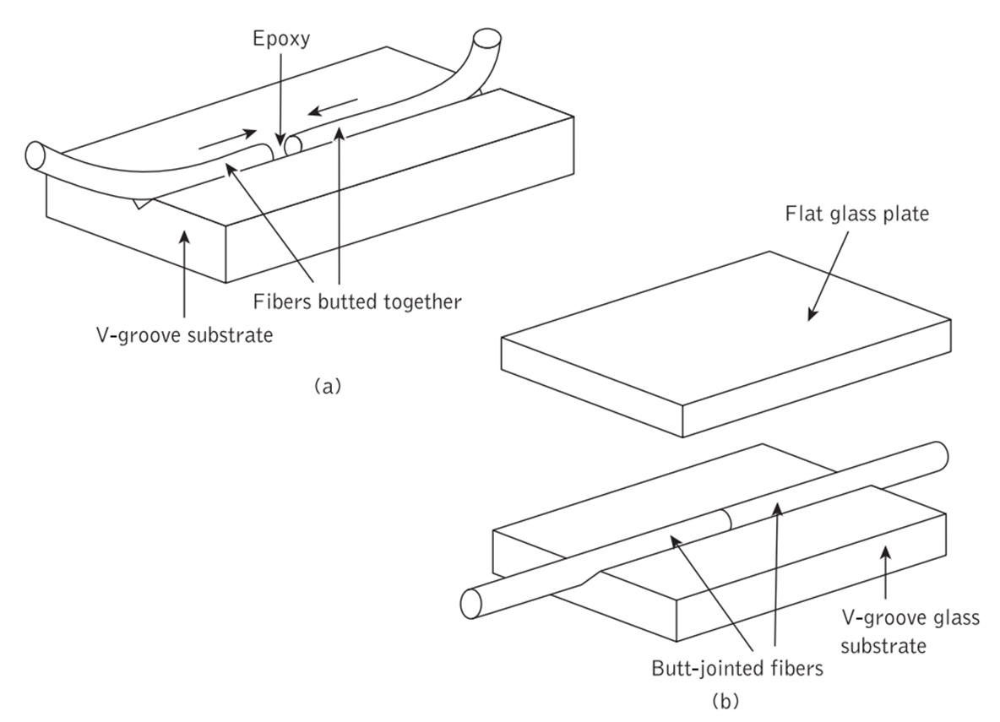 Epoxy
Fibers butted together
V-groove substrate
(a)
Flat glass plate
V-groove glass
substrate
Butt-jointed fibers
(b)